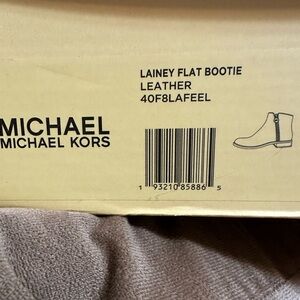 LAINEY FLAT BOOTIE
LEATHER
40F8LAFEEL
MICHAEL
MICHAEL KORS
1 93210 85886 5